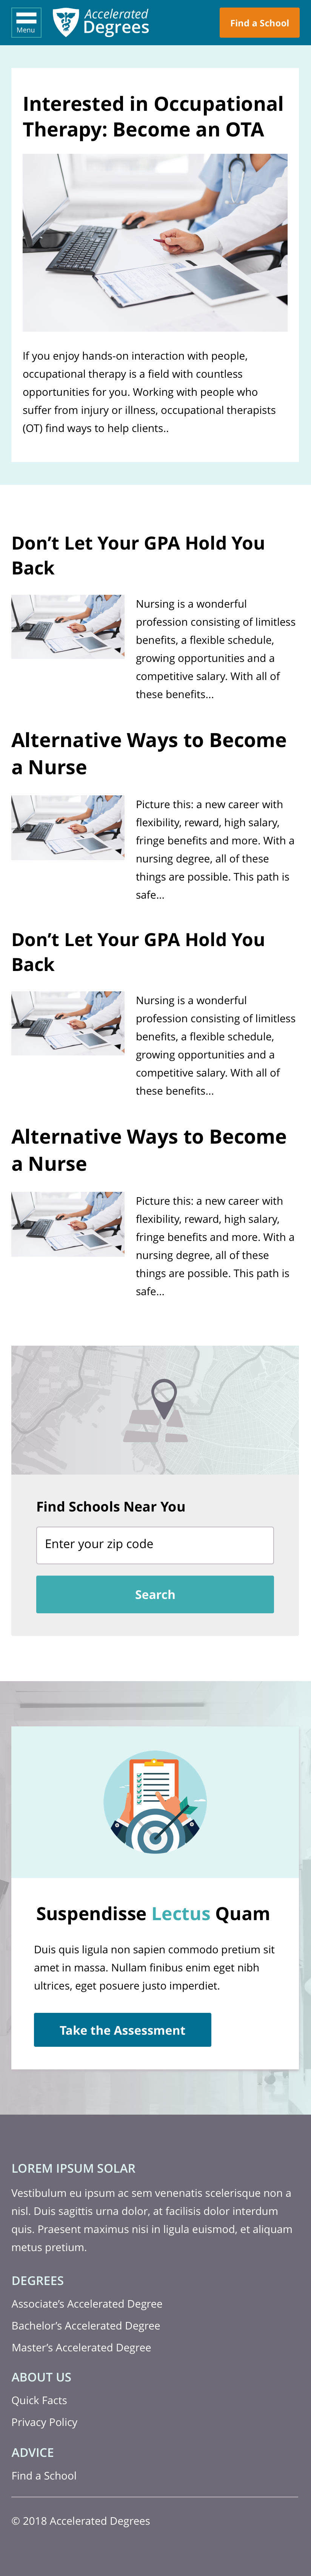 Menu
Accelerated
Degrees
Find a School
Interested in Occupational
Therapy: Become an OTA
If you enjoy hands-on interaction with people,
occupational therapy is a field with countless
opportunities for you. Working with people who
suffer from injury or illness, occupational therapists
(OT) find ways to help clients..
Don’t Let Your GPA Hold You
Back
Nursing is a wonderful
profession consisting of limitless
benefits, a flexible schedule,
growing opportunities and a
competitive salary. With all of
these benefits...
Alternative Ways to Become
a Nurse
Picture this: a new career with
flexibility, reward, high salary,
fringe benefits and more. With a
nursing degree, all of these
things are possible. This path is
safe...
Don’t Let Your GPA Hold You
Back
Nursing is a wonderful
profession consisting of limitless
benefits, a flexible schedule,
growing opportunities and a
competitive salary. With all of
these benefits...
Alternative Ways to Become
a Nurse
Picture this: a new career with
flexibility, reward, high salary,
fringe benefits and more. With a
nursing degree, all of these
things are possible. This path is
safe...
Find Schools Near You
Enter your zip code
Search
Suspendisse Lectus Quam
Duis quis ligula non sapien commodo pretium sit
amet in massa. Nullam finibus enim eget nibh
ultrices, eget posuere justo imperdiet.
Take the Assessment
LOREM IPSUM SOLAR
Vestibulum eu ipsum ac sem venenatis scelerisque non a
nisl. Duis sagittis urna dolor, at facilisis dolor interdum
quis. Praesent maximus nisi in ligula euismod, et aliquam
metus pretium.
DEGREES
Associate’s Accelerated Degree
Bachelor’s Accelerated Degree
Master’s Accelerated Degree
ABOUT US
Quick Facts
Privacy Policy
ADVICE
Find a School
© 2018 Accelerated Degrees